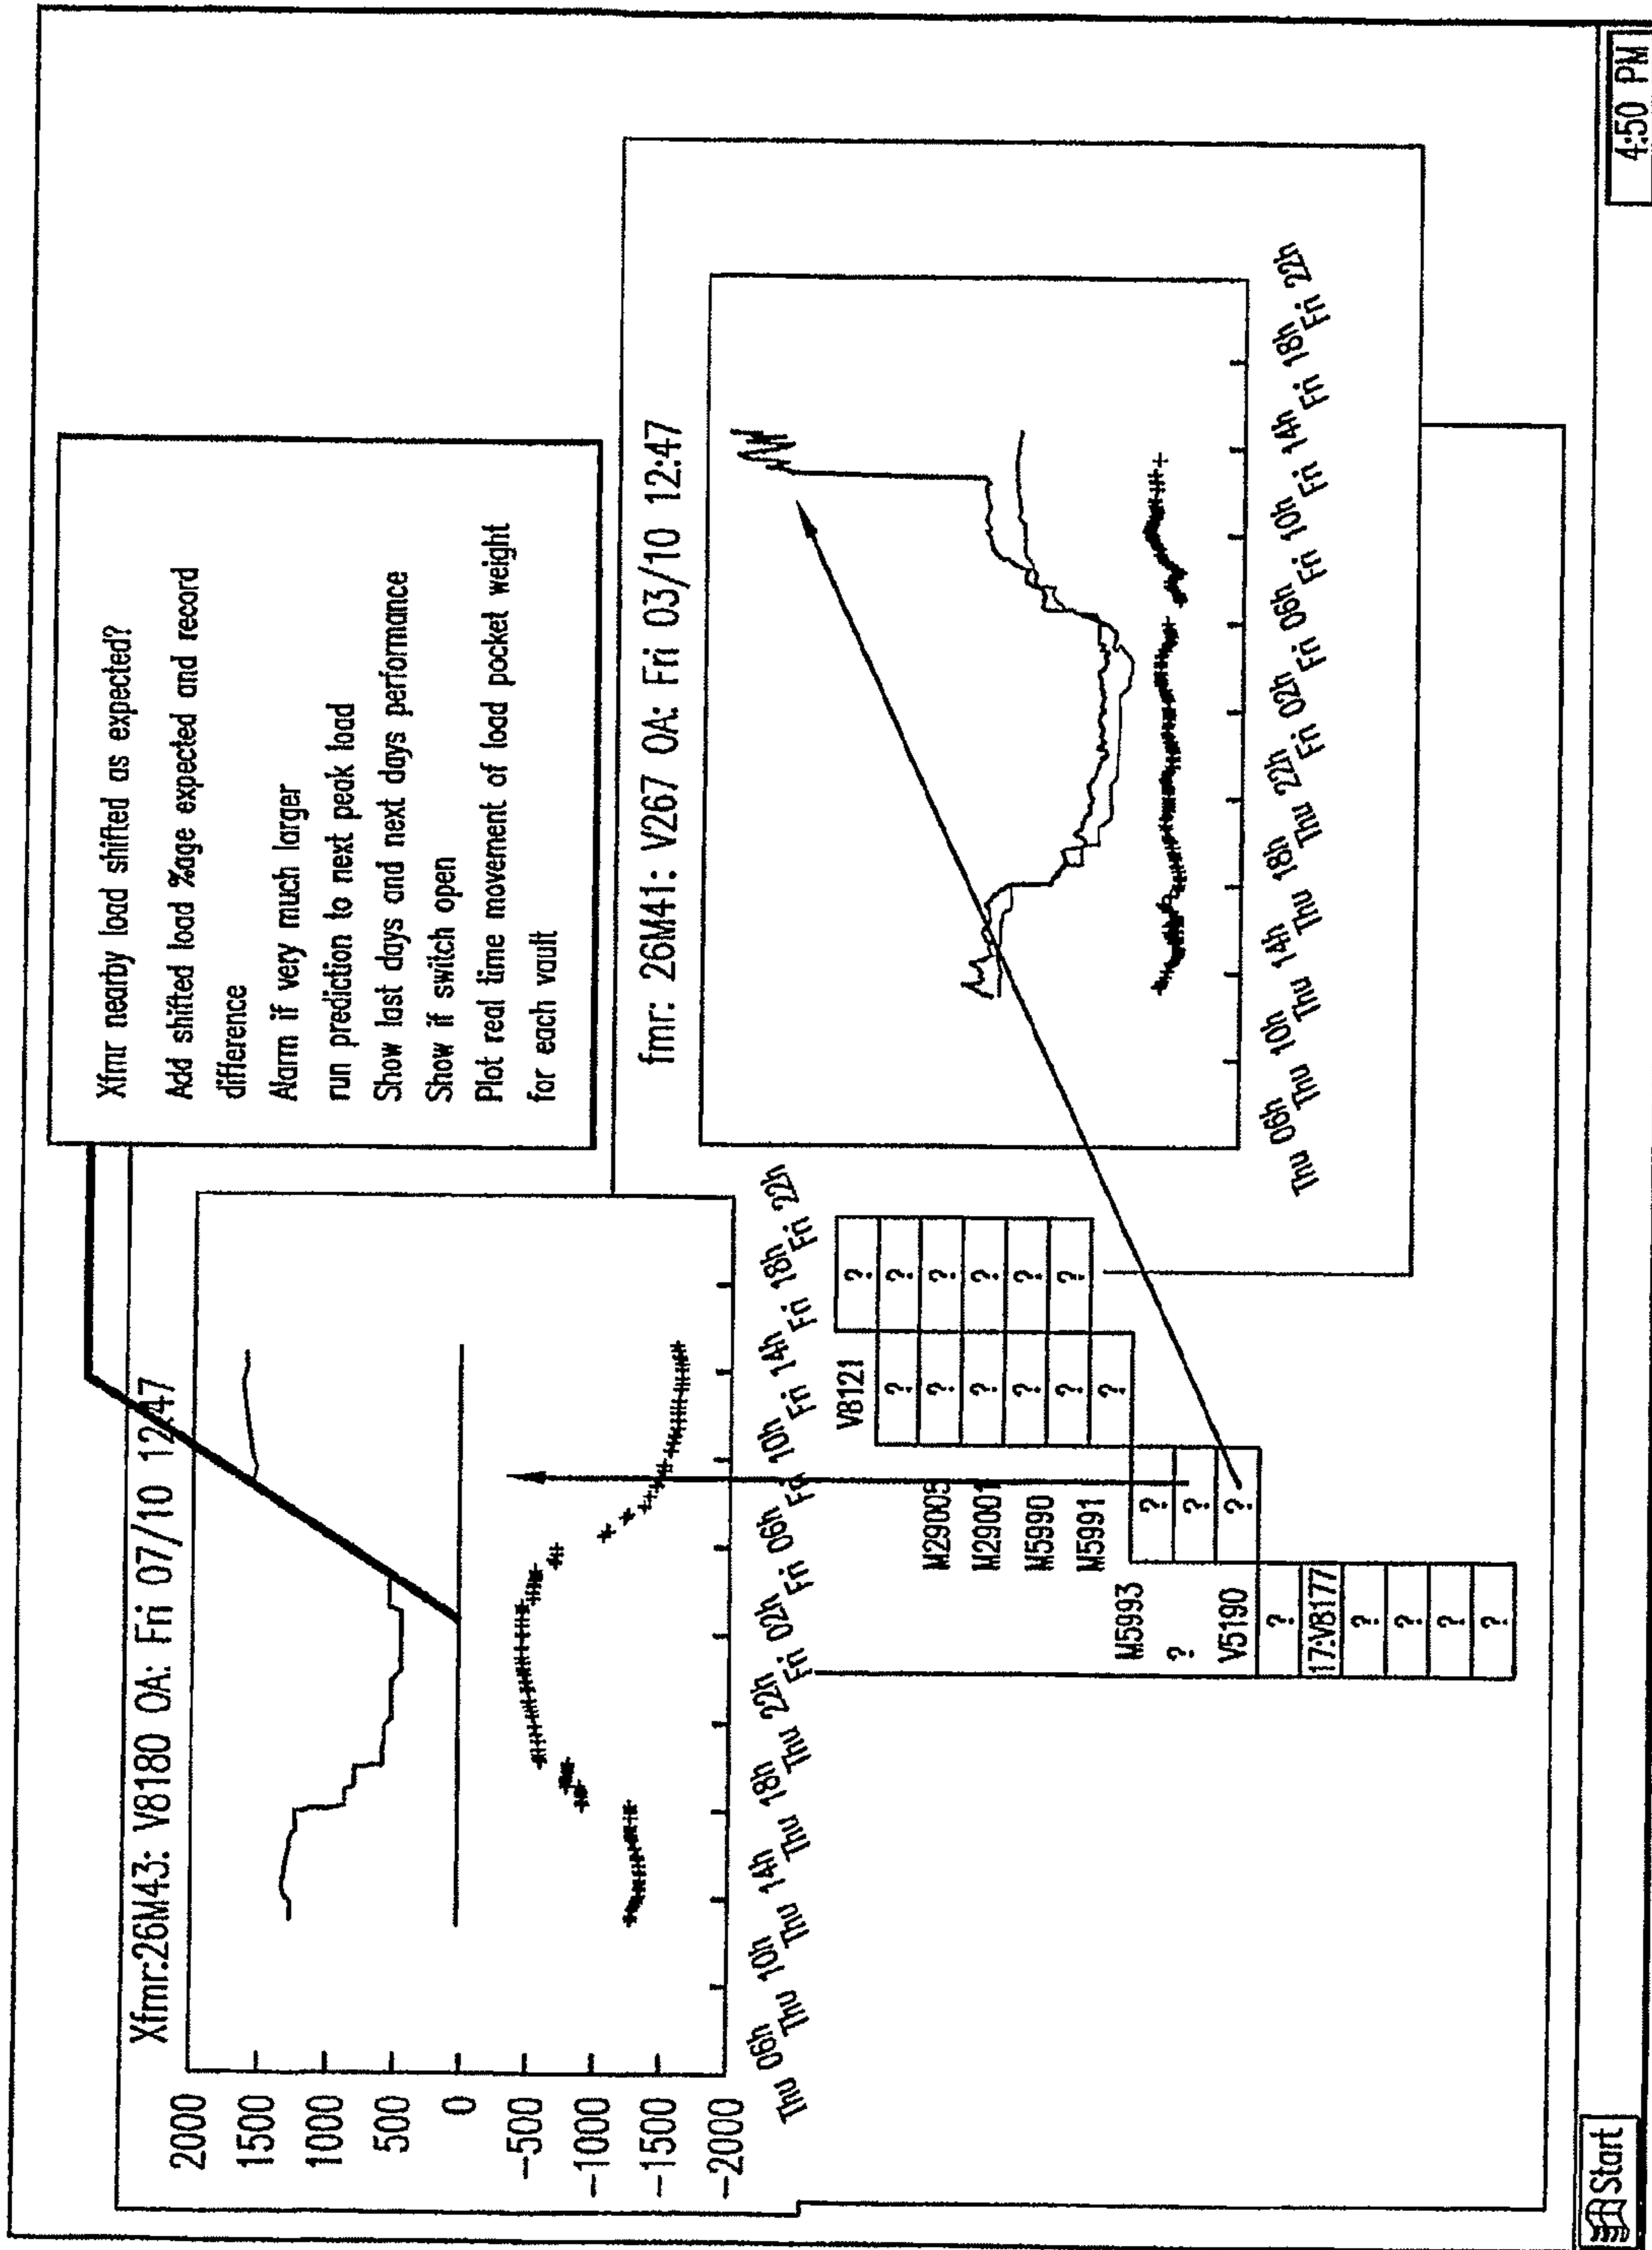 Xfmr:26M43: V8180 OA: Fri 07/10 12:47
2000
1500
1000
500
0
-500
-1000
-1500
-2000
Thu 06h Thu 10h Thu 14h Thu 18h Thu 22h Fri 02h Fri 06h Fri 10h Fri 14h Fri 18h Fri 22h
Xfmr nearby load shifted as expected?
Add shifted load %age expected and record
difference
Alarm if very much larger
run prediction to next peak load
Show last days and next days performance
Show if switch open
Plot real time movement of load pocket weight
for each vault
fmr: 26M41: V267 OA: Fri 03/10 12:47
Thu 06h Thu 10h Thu 14h Thu 18h Thu 22h Fri 02h Fri 06h Fri 10h Fri 14h Fri 18h Fri 22h
?
V8121 ?
? ?
M29005 ? ?
M29001 ? ?
M5990 ? ?
M5991 ?
M5993 ?
? ?
V5190 ?
?
17:V8177
?
?
?
?
Start
4:50 PM